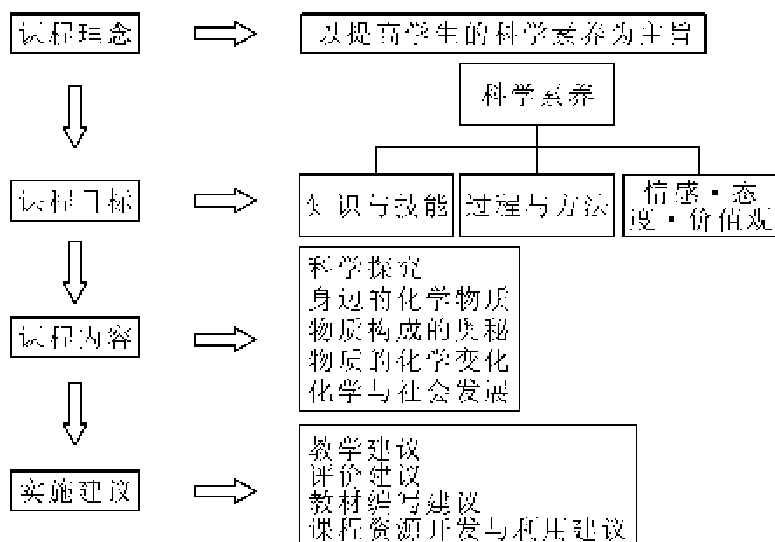 课程理念
以提高学生的科学素养为主旨
科学素养
课程目标
知识与技能
过程与方法
情感·态
度·价值观
课程内容
科学探究
身边的化学物质
物质构成的奥秘
物质的化学变化
化学与社会发展
实施建议
教学建议
评价建议
教材编写建议
课程资源开发与利用建议